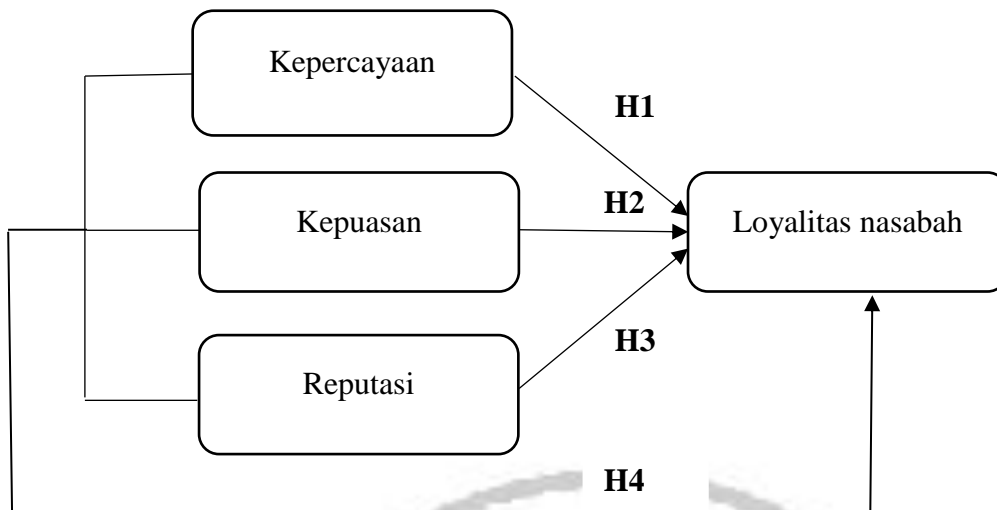 Kepercayaan
H1
Kepuasan
H2
Loyalitas nasabah
Reputasi
H3
H4